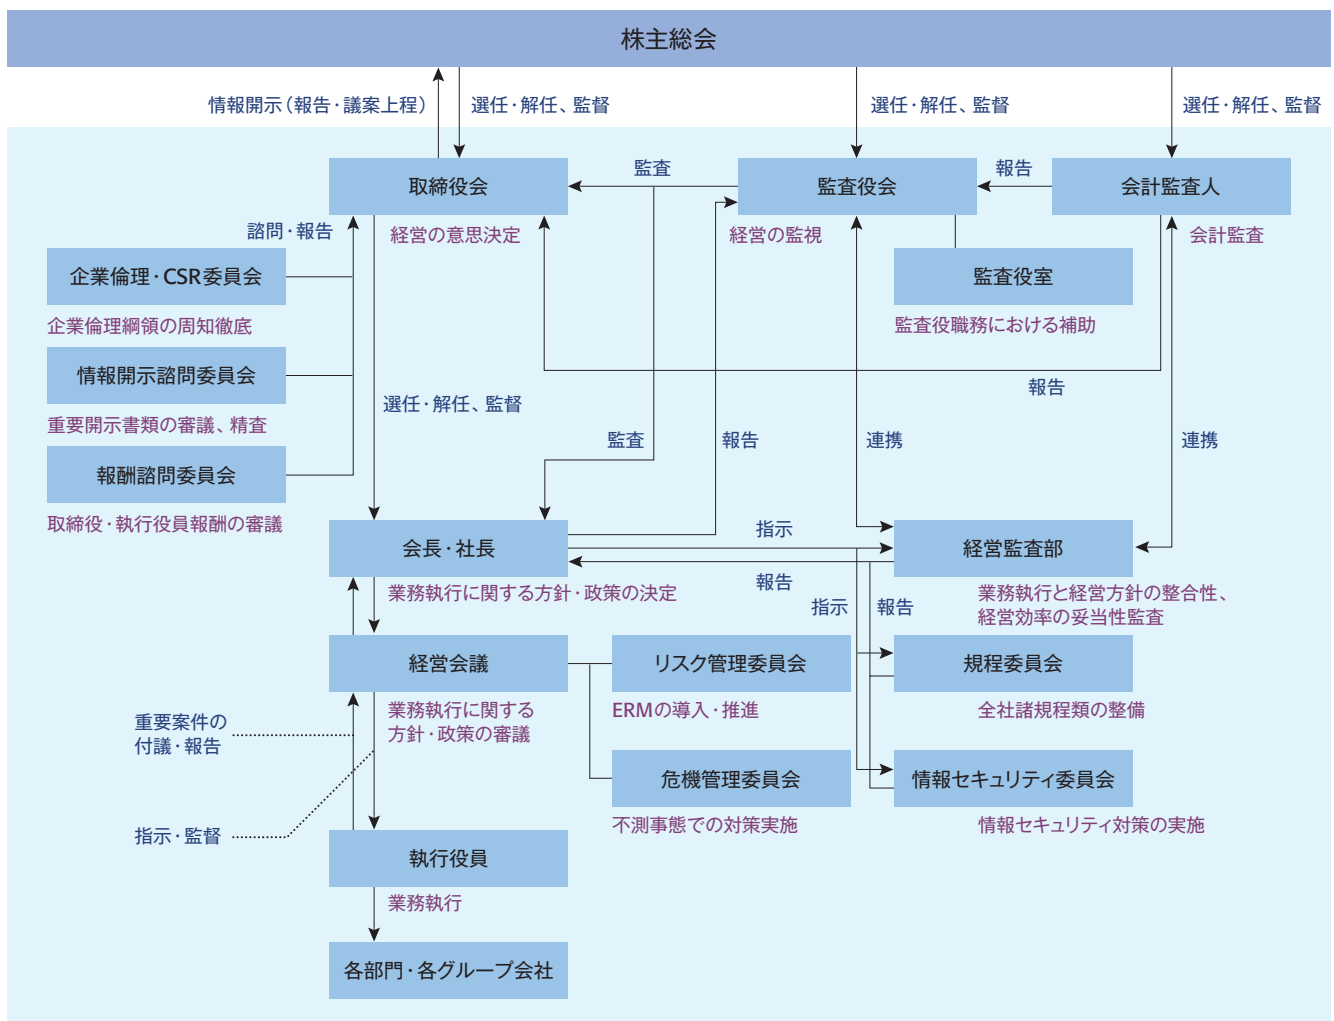 株主総会
情報開示（報告・議案上程）
選任・解任、監督
選任・解任、監督
選任・解任、監督
取締役会
監査
監査役会
報告
会計監査人
経営の意思決定
経営の監視
会計監査
諮問・報告
企業倫理・CSR委員会
監査役室
企業倫理綱領の周知徹底
監査役職務における補助
情報開示諮問委員会
報告
重要開示書類の審議、精査
選任・解任、監督
監査
報告
連携
連携
報酬諮問委員会
取締役・執行役員報酬の審議
会長・社長
指示
経営監査部
報告
業務執行に関する方針・政策の決定
業務執行と経営方針の整合性、
経営効率の妥当性監査
指示
報告
経営会議
リスク管理委員会
規程委員会
業務執行に関する
方針・政策の審議
ERMの導入・推進
全社諸規程類の整備
重要案件の
付議・報告
危機管理委員会
情報セキュリティ委員会
不測事態での対策実施
情報セキュリティ対策の実施
指示・監督
執行役員
業務執行
各部門・各グループ会社